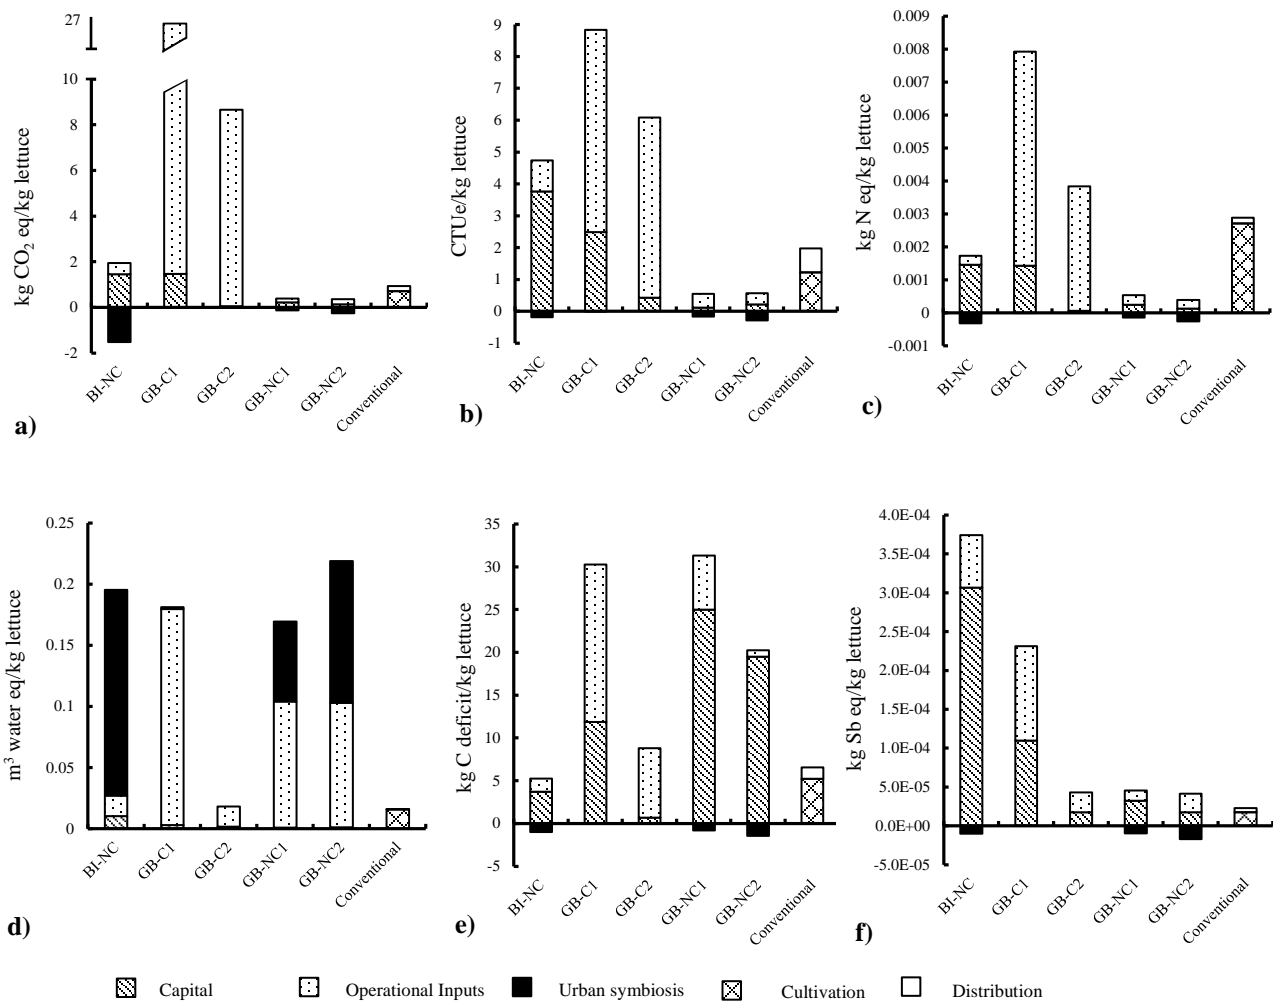 27
10
8
6
4
2
0
-2
kg CO₂ eq/kg lettuce
BI-NC
GB-C1
GB-C2
GB-NC1
GB-NC2
Conventional
a)
9
8
7
6
5
4
3
2
1
0
-1
CTUe/kg lettuce
BI-NC
GB-C1
GB-C2
GB-NC1
GB-NC2
Conventional
b)
0.009
0.008
0.007
0.006
0.005
0.004
0.003
0.002
0.001
0
-0.001
kg N eq/kg lettuce
BI-NC
GB-C1
GB-C2
GB-NC1
GB-NC2
Conventional
c)
0.25
0.2
0.15
0.1
0.05
0
m³ water eq/kg lettuce
BI-NC
GB-C1
GB-C2
GB-NC1
GB-NC2
Conventional
d)
35
30
25
20
15
10
5
0
-5
kg C deficit/kg lettuce
BI-NC
GB-C1
GB-C2
GB-NC1
GB-NC2
Conventional
e)
4.0E-04
3.5E-04
3.0E-04
2.5E-04
2.0E-04
1.5E-04
1.0E-04
5.0E-05
0.0E+00
-5.0E-05
kg Sb eq/kg lettuce
BI-NC
GB-C1
GB-C2
GB-NC1
GB-NC2
Conventional
f)
Capital
Operational Inputs
Urban symbiosis
Cultivation
Distribution